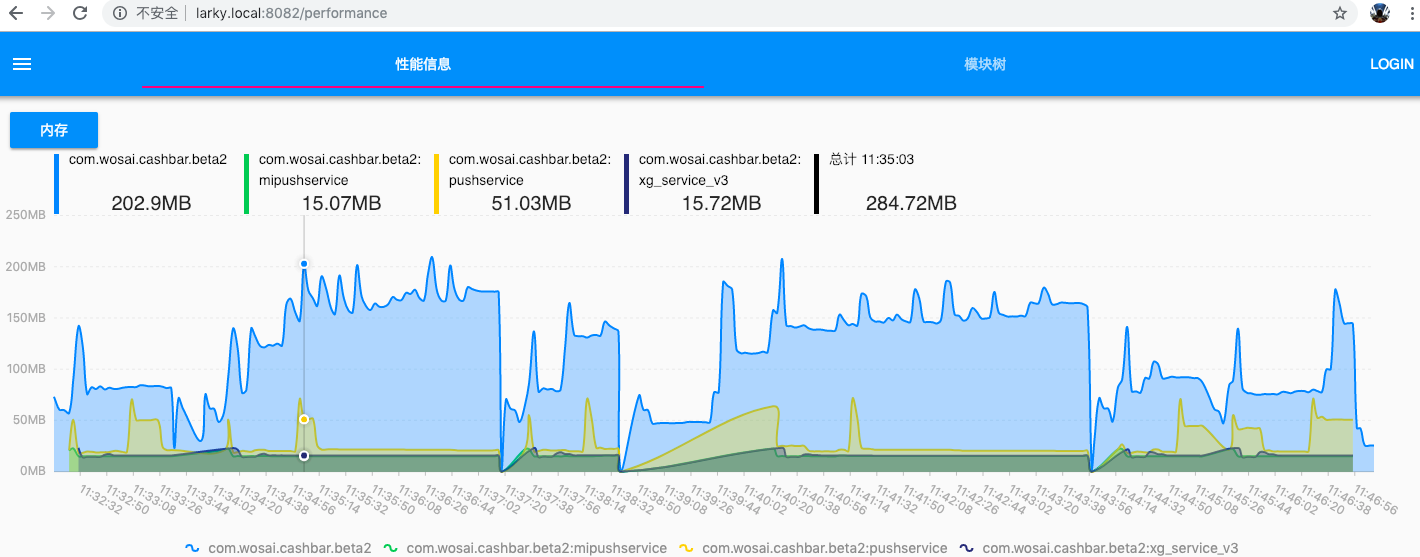 不安全 larky.local:8082/performance
性能信息 模块树 LOGIN
内存
com.wosai.cashbar.beta2
202.9MB
com.wosai.cashbar.beta2:
mipushservice
15.07MB
com.wosai.cashbar.beta2:
pushservice
51.03MB
com.wosai.cashbar.beta2:
xg_service_v3
15.72MB
总计 11:35:03
284.72MB
250MB
200MB
150MB
100MB
50MB
0MB
11:32:32 11:32:50 11:33:08 11:33:26 11:33:44 11:34:02 11:34:20 11:34:38 11:34:56 11:35:14 11:35:32 11:35:50 11:36:08 11:36:26 11:36:44 11:37:02 11:37:20 11:37:38 11:37:56 11:38:14 11:38:32 11:38:50 11:39:08 11:39:26 11:39:44 11:40:02 11:40:20 11:40:38 11:40:56 11:41:14 11:41:32 11:41:50 11:42:08 11:42:26 11:42:44 11:43:02 11:43:20 11:43:38 11:43:56 11:44:14 11:44:32 11:44:50 11:45:08 11:45:26 11:45:44 11:46:02 11:46:20 11:46:38 11:46:56
com.wosai.cashbar.beta2 com.wosai.cashbar.beta2:mipushservice com.wosai.cashbar.beta2:pushservice com.wosai.cashbar.beta2:xg_service_v3